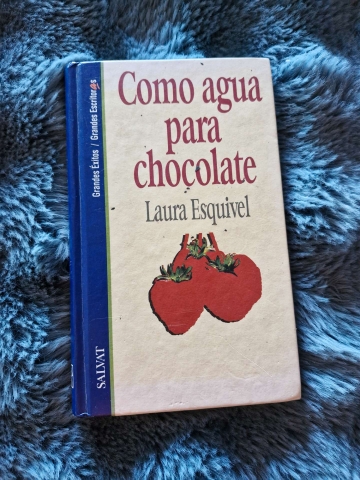 Como agua
para
chocolate
Laura Esquivel
Grandes Éxitos / Grandes Escritores
SALVAT